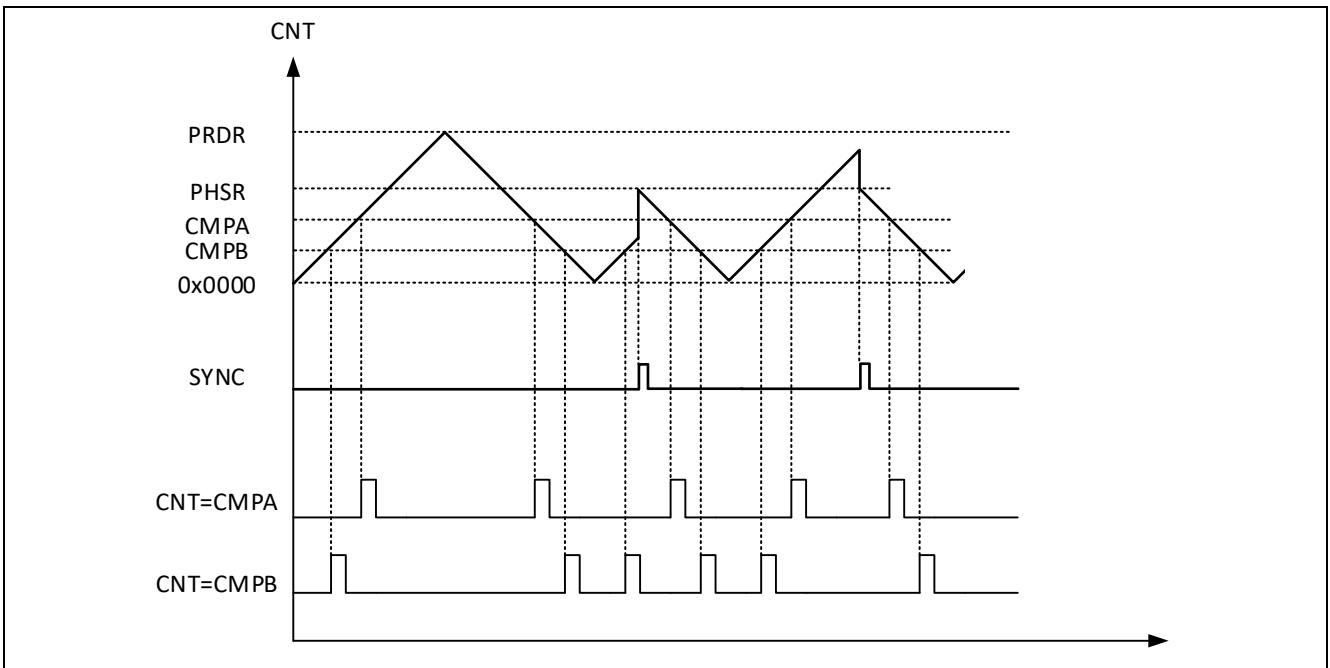 CNT
PRDR
PHSR
CMPA
CMPB
0x0000
SYNC
CNT=CMPA
CNT=CMPB